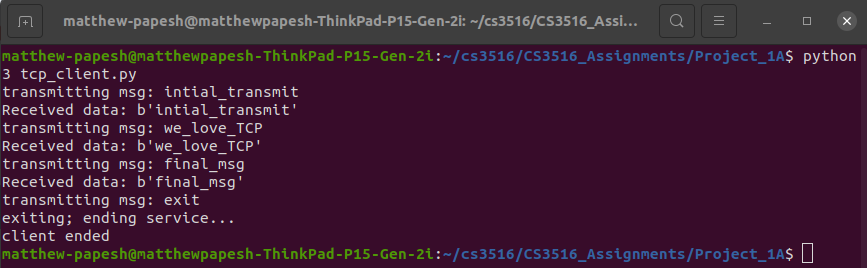 matthew-papesh@matthewpapesh-ThinkPad-P15-Gen-2i: ~/cs3516/CS3516_Assi...
matthew-papesh@matthewpapesh-ThinkPad-P15-Gen-2i:~/cs3516/CS3516_Assignments/Project_1A$ python
3 tcp_client.py
transmitting msg: intial_transmit
Received data: b'intial_transmit'
transmitting msg: we_love_TCP
Received data: b'we_love_TCP'
transmitting msg: final_msg
Received data: b'final_msg'
transmitting msg: exit
exiting; ending service...
client ended
matthew-papesh@matthewpapesh-ThinkPad-P15-Gen-2i:~/cs3516/CS3516_Assignments/Project_1A$